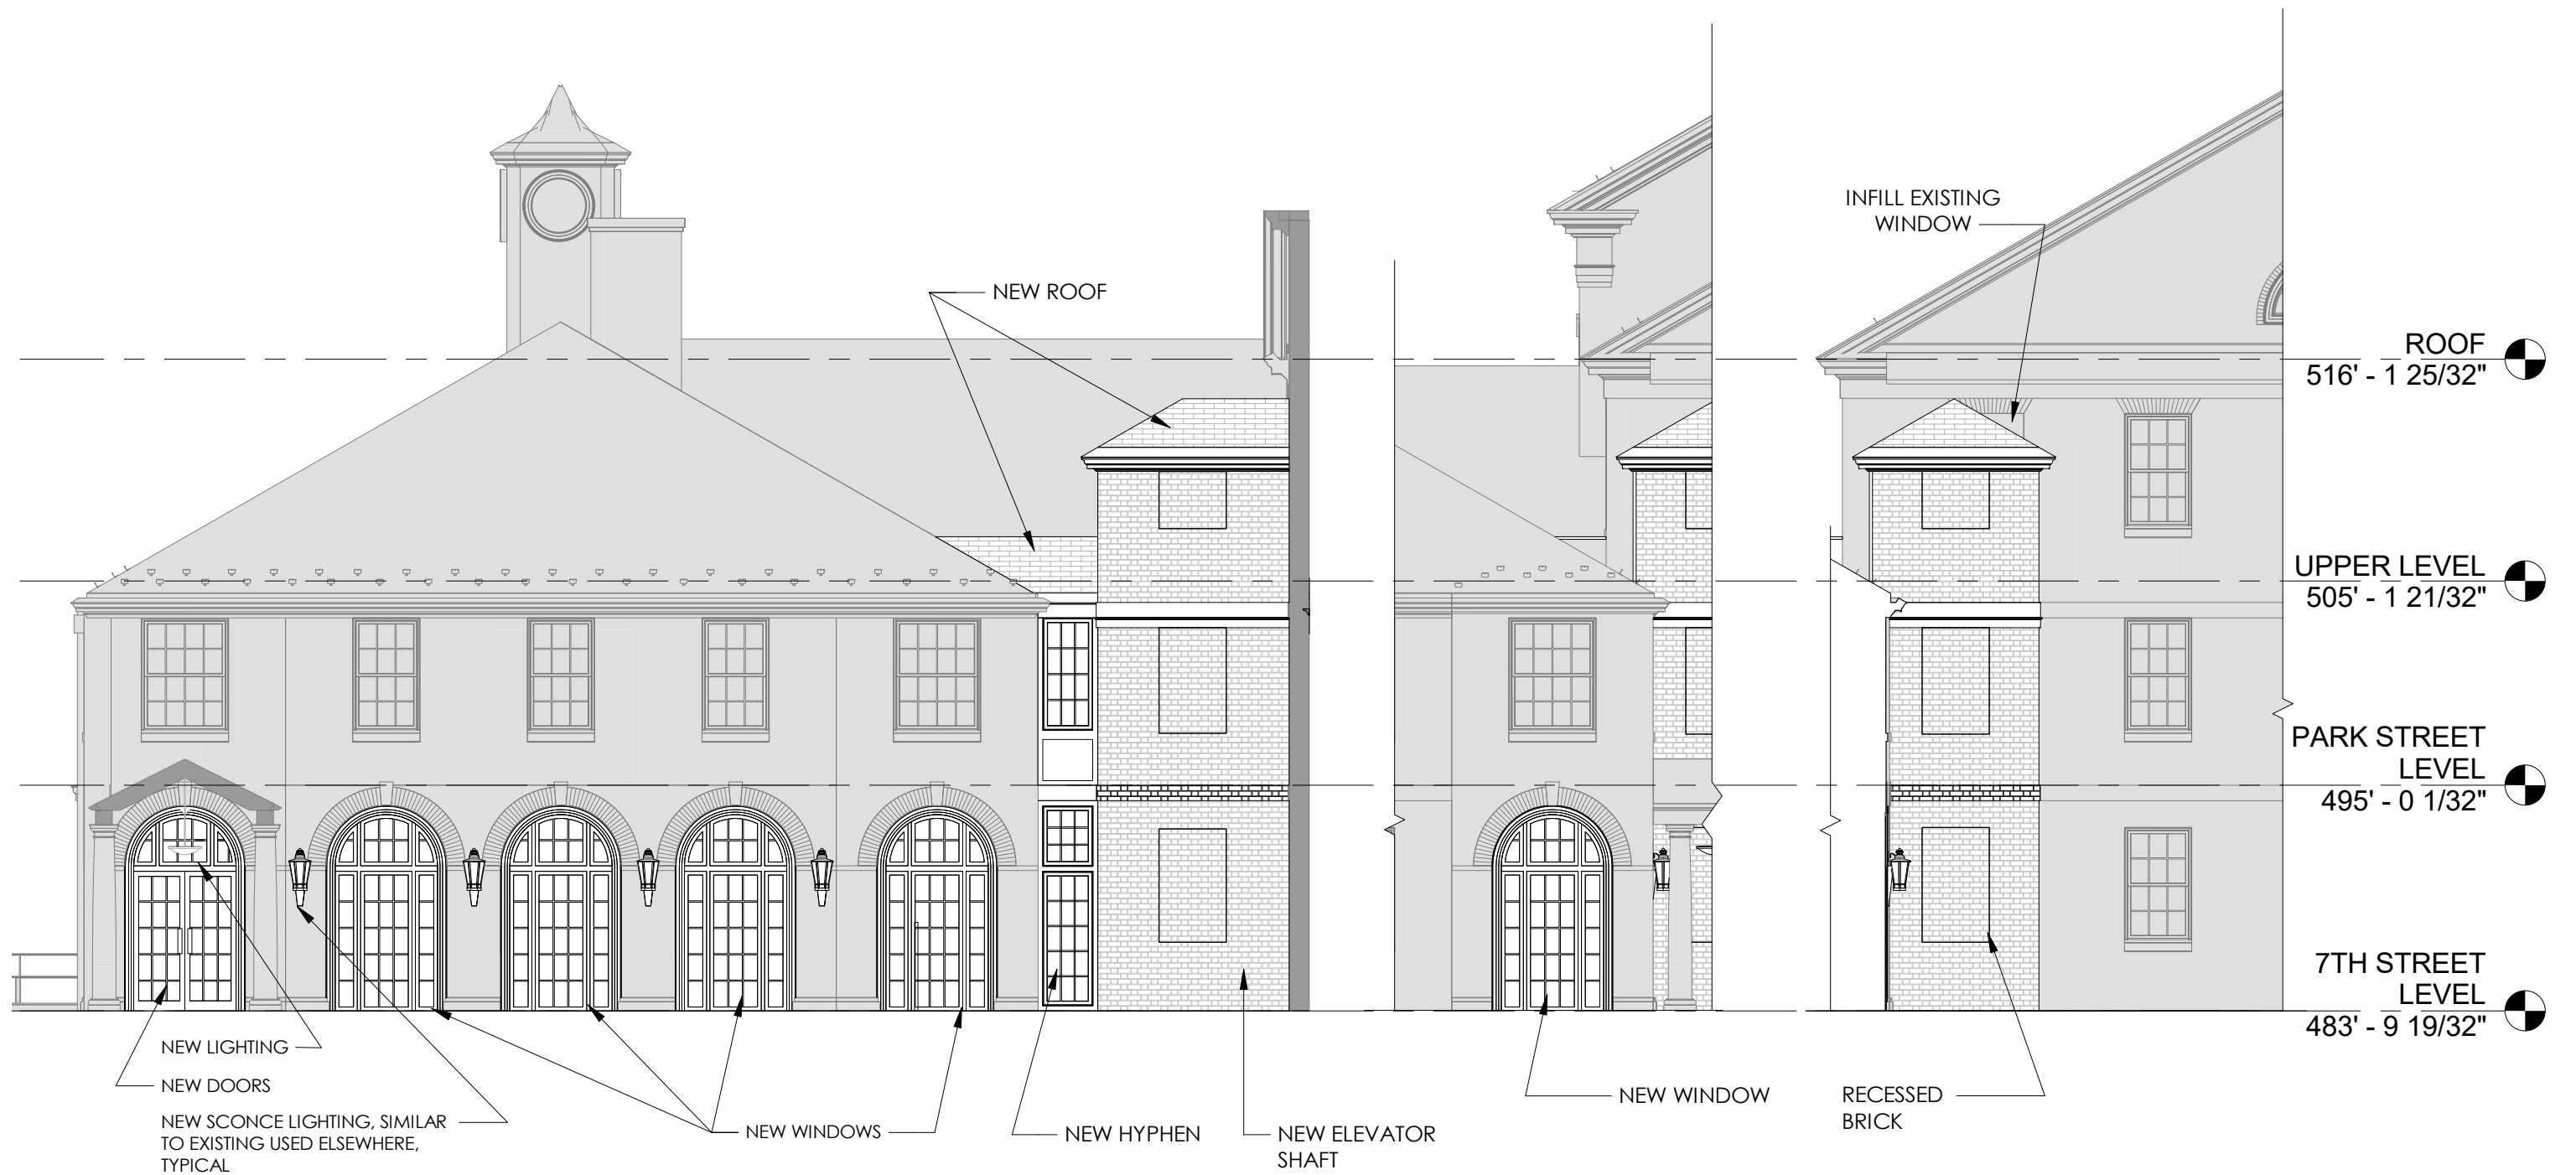 INFILL EXISTING
WINDOW
NEW ROOF
ROOF
516' - 1 25/32"
UPPER LEVEL
505' - 1 21/32"
PARK STREET
LEVEL
495' - 0 1/32"
7TH STREET
LEVEL
483' - 9 19/32"
NEW LIGHTING
NEW DOORS
NEW SCONCE LIGHTING, SIMILAR
TO EXISTING USED ELSEWHERE,
TYPICAL
NEW WINDOWS
NEW HYPHEN
NEW ELEVATOR
SHAFT
NEW WINDOW
RECESSED
BRICK